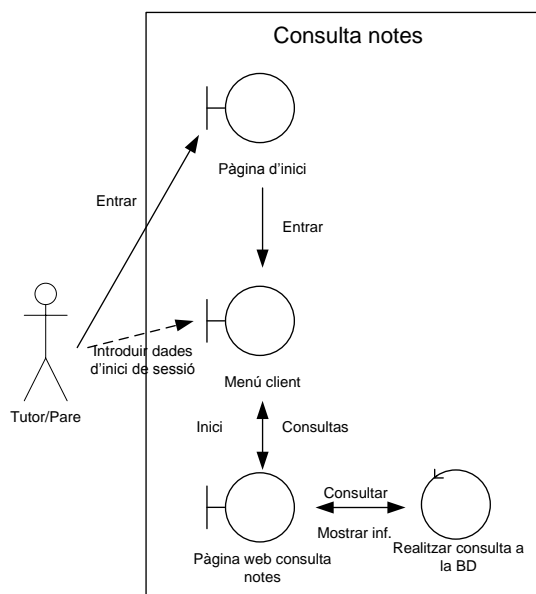 Consulta notes
Pàgina d'inici
Entrar
Entrar
Introduir dades
d'inici de sessió
Tutor/Pare
Menú client
Inici
Consultas
Consultar
Mostrar inf.
Pàgina web consulta
notes
Realitzar consulta a
la BD